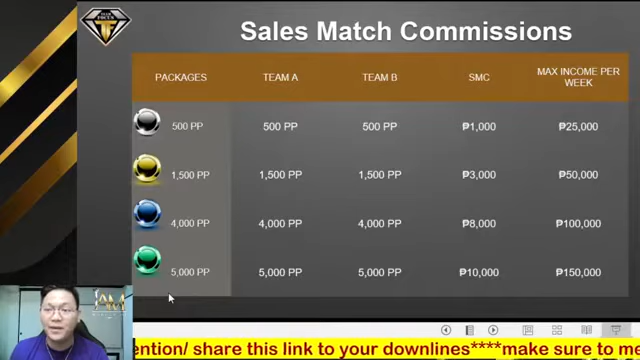 TEAM FOCUS
Sales Match Commissions
PACKAGES TEAM A TEAM B SMC MAX INCOME PER WEEK
500 PP 500 PP 500 PP ₱1,000 ₱25,000
1,500 PP 1,500 PP 1,500 PP ₱3,000 ₱50,000
4,000 PP 4,000 PP 4,000 PP ₱8,000 ₱100,000
5,000 PP 5,000 PP 5,000 PP ₱10,000 ₱150,000
ention/ share this link to your downlines****make sure to me